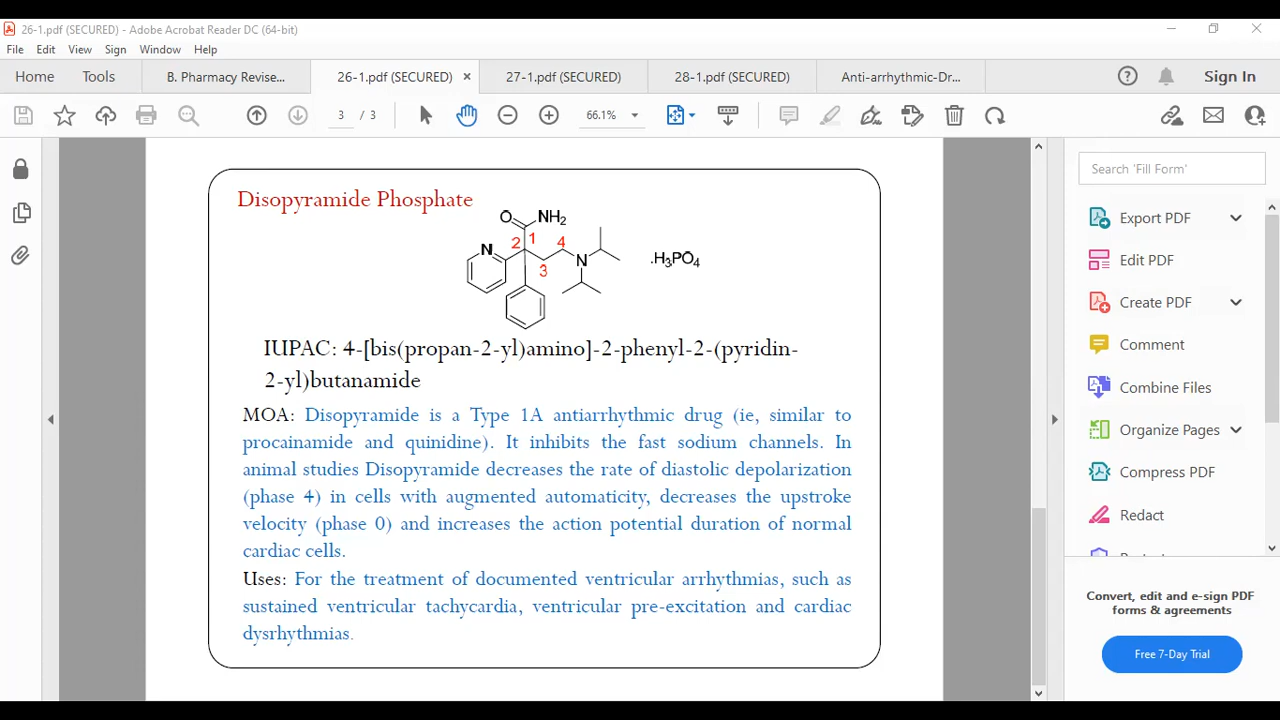 26-1.pdf (SECURED) - Adobe Acrobat Reader DC (64-bit)
File Edit View Sign Window Help
Home Tools B. Pharmacy Revise... 26-1.pdf (SECURED) × 27-1.pdf (SECURED) 28-1.pdf (SECURED) Anti-arrhythmic-Dr... Sign In
3 / 3 66.1%
Search 'Fill Form'
Disopyramide Phosphate
O NH2
2 1 4
N 3 N .H3PO4
IUPAC: 4-[bis(propan-2-yl)amino]-2-phenyl-2-(pyridin-
2-yl)butanamide
MOA: Disopyramide is a Type 1A antiarrhythmic drug (ie, similar to
procainamide and quinidine). It inhibits the fast sodium channels. In
animal studies Disopyramide decreases the rate of diastolic depolarization
(phase 4) in cells with augmented automaticity, decreases the upstroke
velocity (phase 0) and increases the action potential duration of normal
cardiac cells.
Uses: For the treatment of documented ventricular arrhythmias, such as
sustained ventricular tachycardia, ventricular pre-excitation and cardiac
dysrhythmias.
Export PDF
Edit PDF
Create PDF
Comment
Combine Files
Organize Pages
Compress PDF
Redact
Convert, edit and e-sign PDF
forms & agreements
Free 7-Day Trial